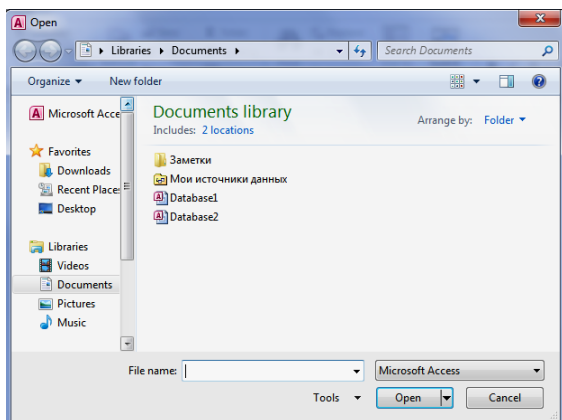 Open
Libraries ▸ Documents ▸
Search Documents
Organize ▾ New folder
Microsoft Acce
Favorites
Downloads
Recent Places
Desktop
Libraries
Videos
Documents
Pictures
Music
Documents library
Includes: 2 locations
Arrange by: Folder ▾
Заметки
Мои источники данных
Database1
Database2
File name:
Microsoft Access
Tools ▾
Open
Cancel